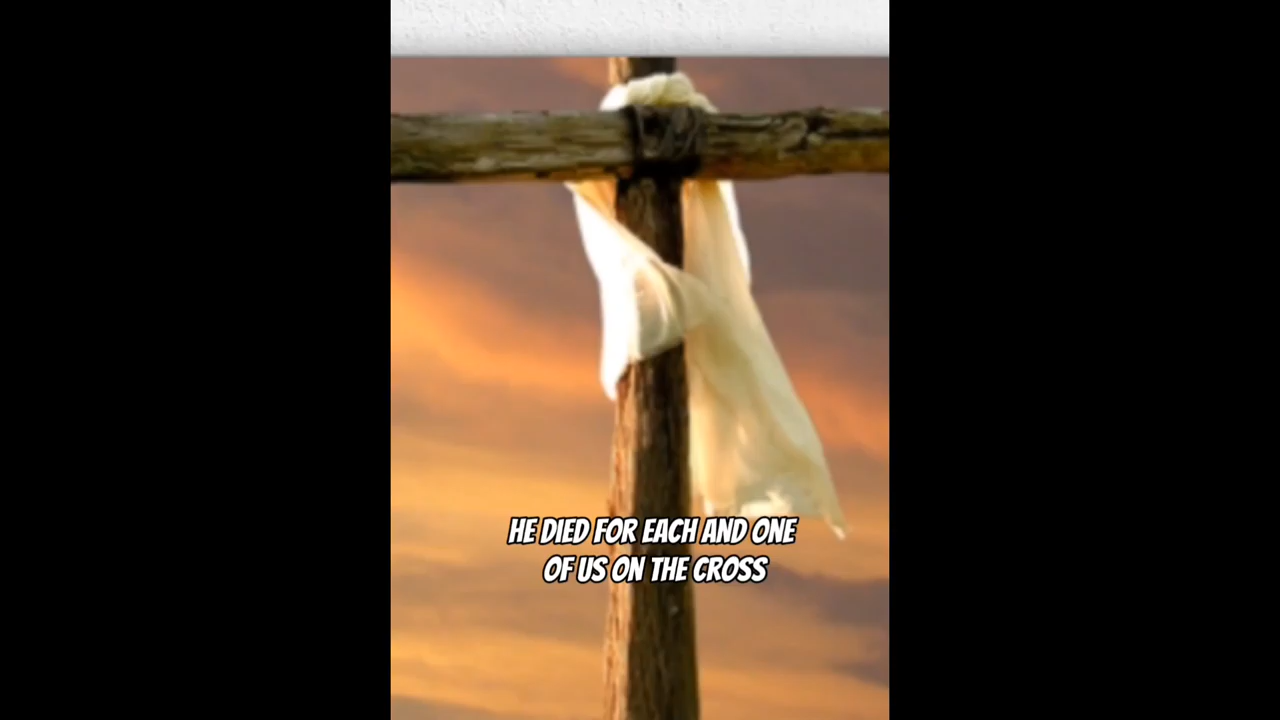 HE DIED FOR EACH AND ONE
OF US ON THE CROSS